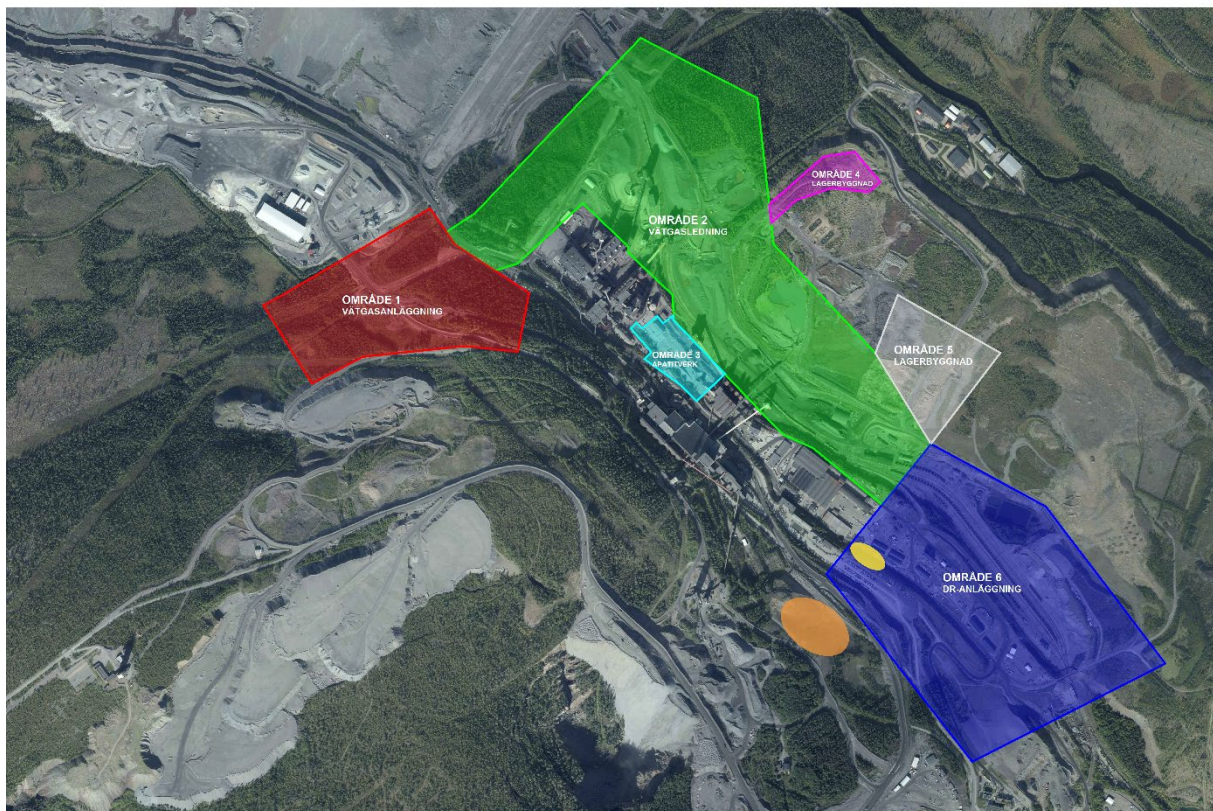 OMRÅDE 4
LAGERBYGGNAD
OMRÅDE 2
VÄTGASLEDNING
OMRÅDE 1
VÄTGASANLÄGGNING
OMRÅDE 3
APATITVERK
OMRÅDE 5
LAGERBYGGNAD
OMRÅDE 6
DR-ANLÄGGNING